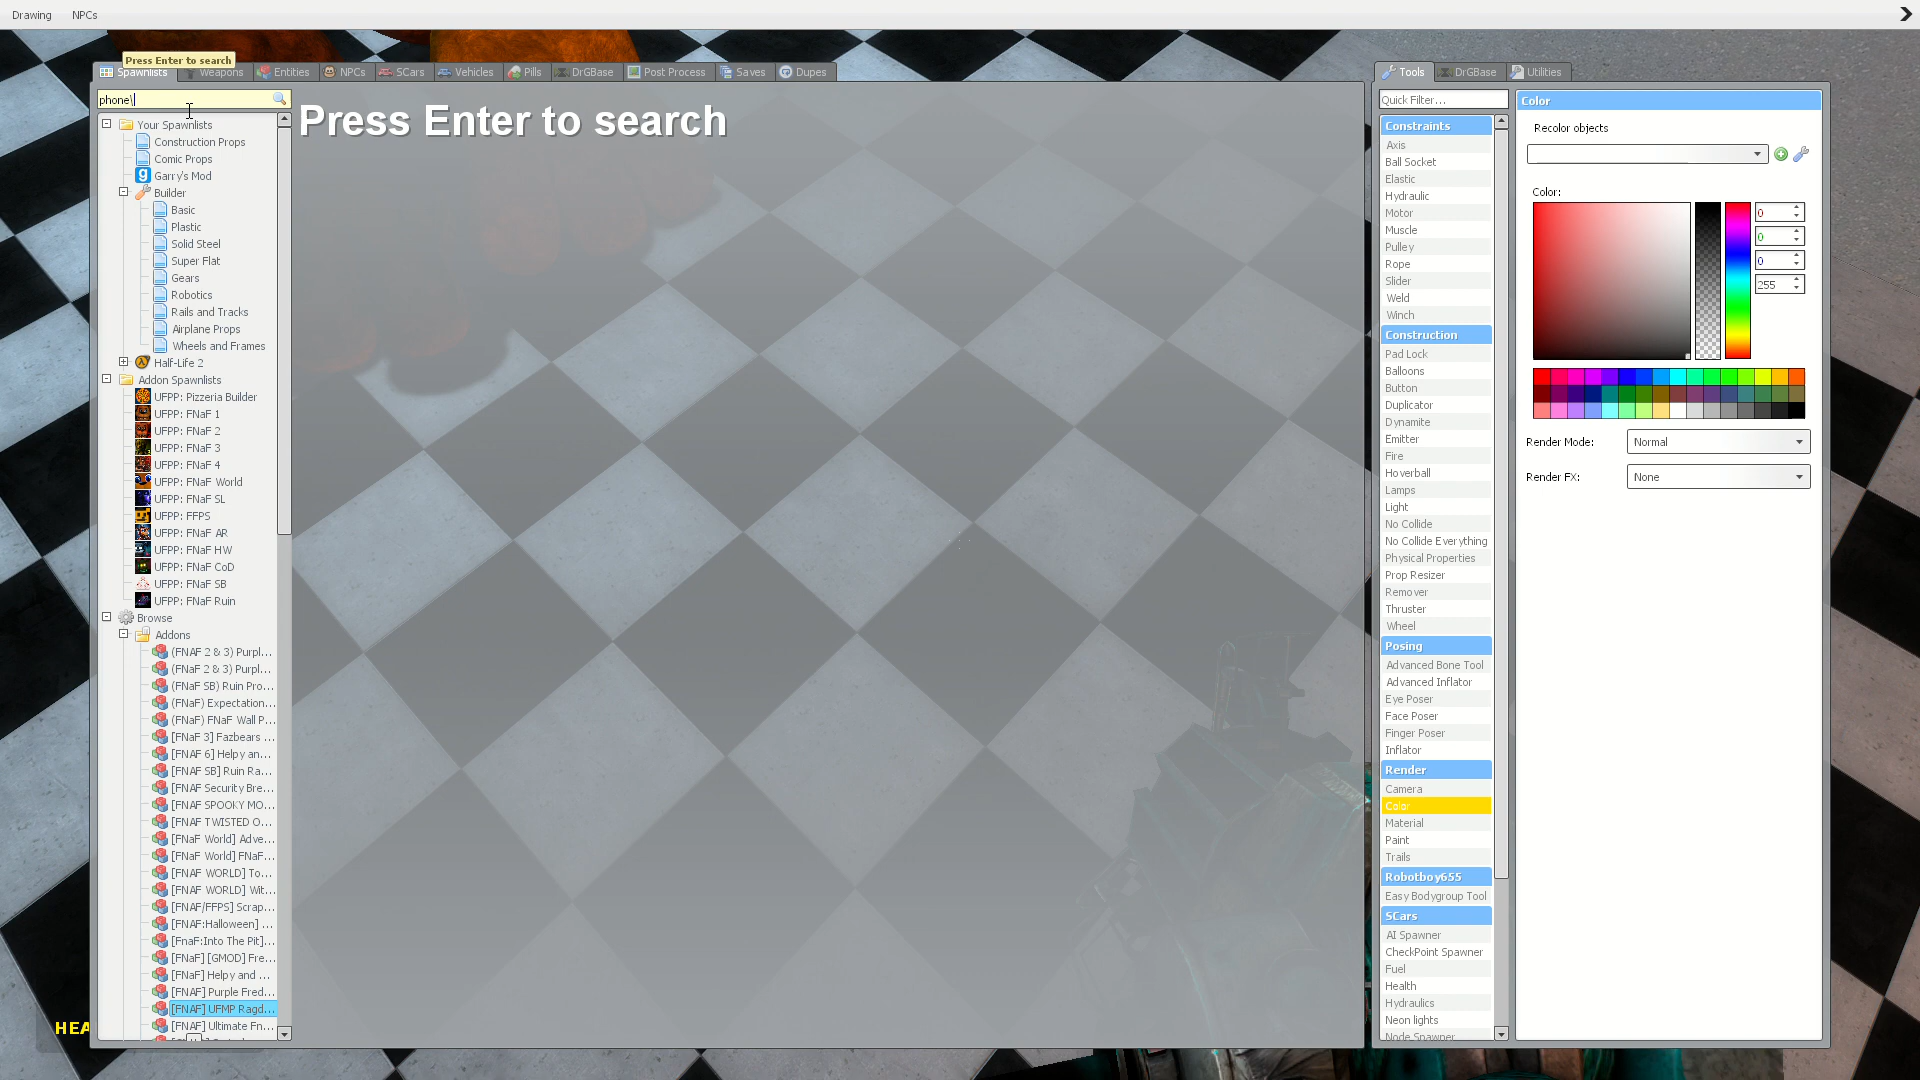 Drawing NPCs
Press Enter to search
Spawnlists Weapons Entities NPCs SCars Vehicles Pills DrGBase Post Process Saves Dupes
phone\
Press Enter to search
Your Spawnlists
Construction Props
Comic Props
Garry's Mod
Builder
Basic
Plastic
Solid Steel
Super Flat
Gears
Robotics
Rails and Tracks
Airplane Props
Wheels and Frames
Half-Life 2
Addon Spawnlists
UFPP: Pizzeria Builder
UFPP: FNaF 1
UFPP: FNaF 2
UFPP: FNaF 3
UFPP: FNaF 4
UFPP: FNaF World
UFPP: FNaF SL
UFPP: FFPS
UFPP: FNaF AR
UFPP: FNaF HW
UFPP: FNaF CoD
UFPP: FNaF SB
UFPP: FNaF Ruin
Browse
Addons
(FNAF 2 & 3) Purpl...
(FNaF 2 & 3) Purpl...
(FNaF SB) Ruin Pro...
(FNaF) Expectation...
(FNaF) FNaF Wall P...
[FNaF 3] Fazbears ...
[FNAF 6] Helpy an...
[FNAF SB] Ruin Ra...
[FNAF Security Bre...
[FNAF SPOOKY MO...
[FNAF TWISTED O...
[FNaF World] Adve...
[FNaF World] FNaF...
[FNAF WORLD] To...
[FNAF WORLD] Wit...
[FNAF/FFPS] Scrap...
[FNAF:Halloween] ...
[FnaF:Into The Pit]...
[FNaF] [GMOD] Fre...
[FNaF] Helpy and ...
[FNAF] Purple Fred...
[FNAF] UFMP Ragd...
[FNAF] Ultimate Fn...
HEA
Tools DrGBase Utilities
Quick Filter...
Constraints
Axis
Ball Socket
Elastic
Hydraulic
Motor
Muscle
Pulley
Rope
Slider
Weld
Winch
Construction
Pad Lock
Balloons
Button
Duplicator
Dynamite
Emitter
Fire
Hoverball
Lamps
Light
No Collide
No Collide Everything
Physical Properties
Prop Resizer
Remover
Thruster
Wheel
Posing
Advanced Bone Tool
Advanced Inflator
Eye Poser
Face Poser
Finger Poser
Inflator
Render
Camera
Color
Material
Paint
Trails
Robotboy655
Easy Bodygroup Tool
SCars
AI Spawner
CheckPoint Spawner
Fuel
Health
Hydraulics
Neon lights
Node Spawner
Color
Recolor objects
Color:
0
0
0
255
Render Mode: Normal
Render FX: None